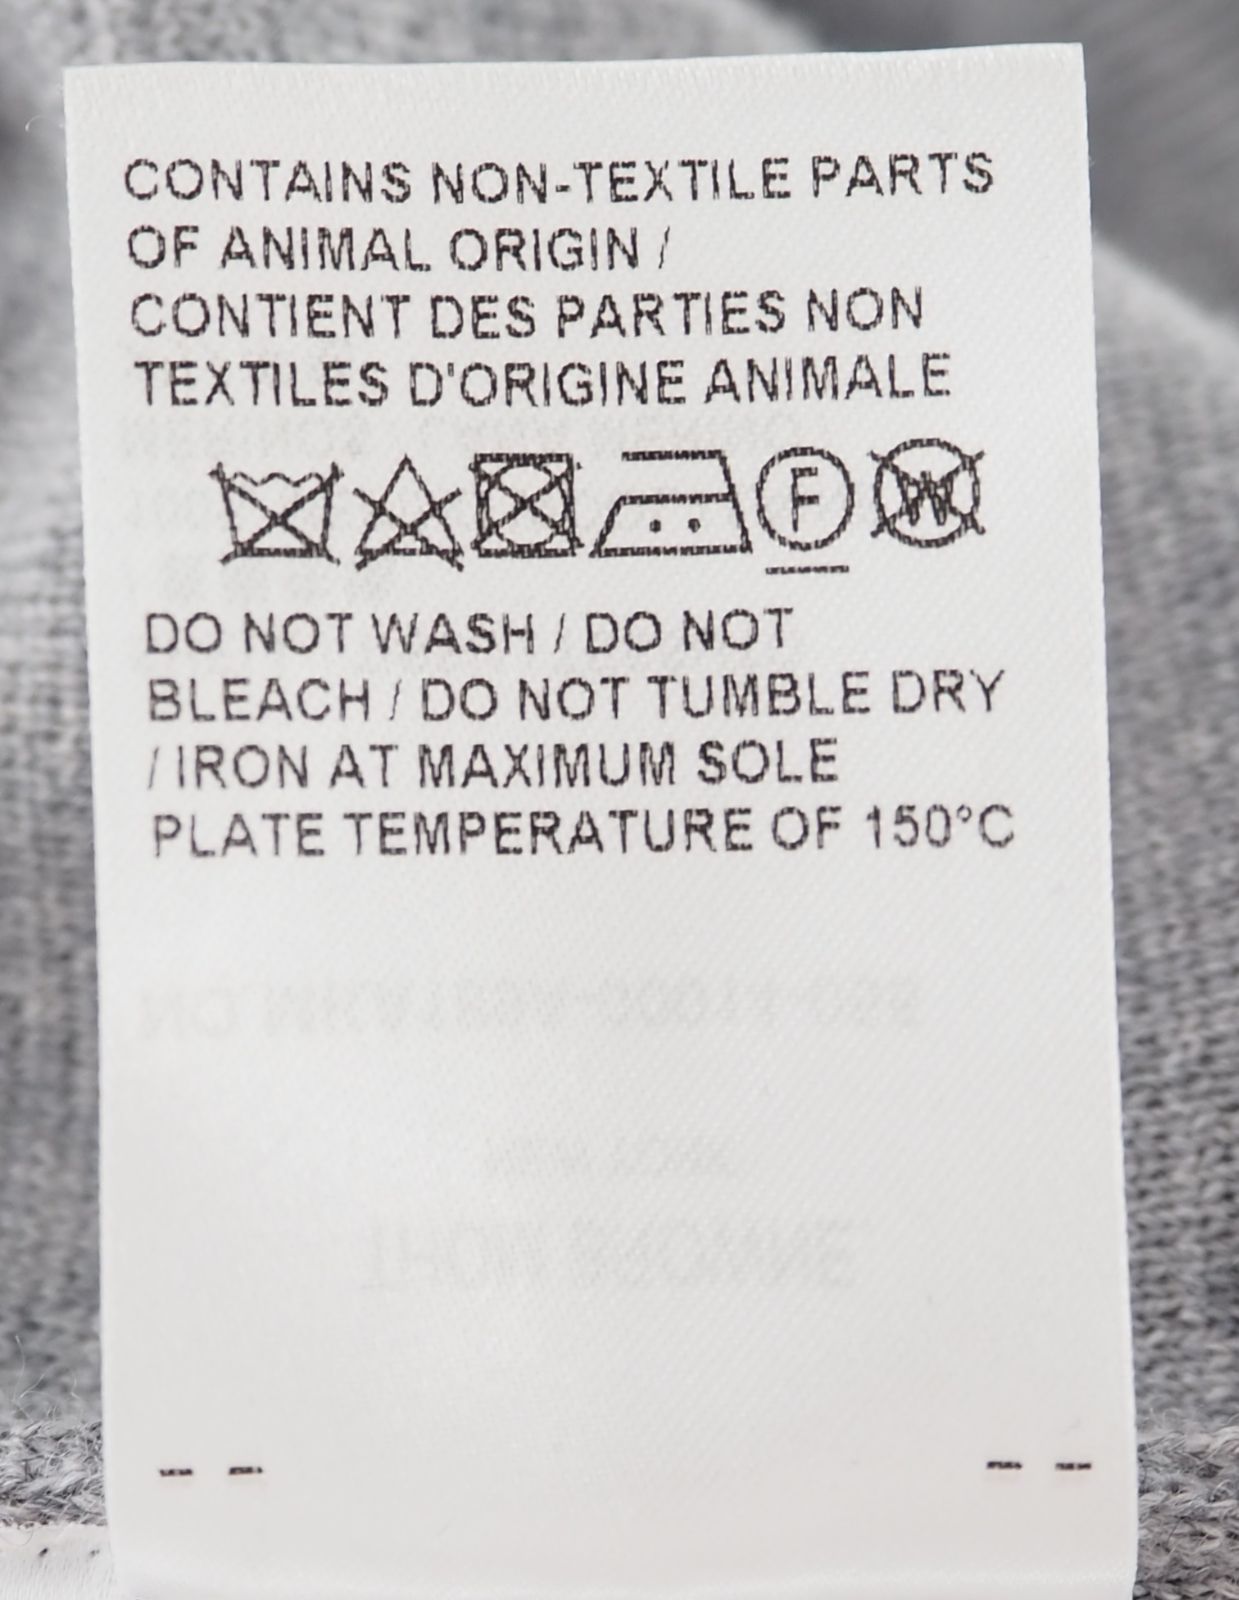 CONTAINS NON-TEXTILE PARTS
OF ANIMAL ORIGIN /
CONTIENT DES PARTIES NON
TEXTILES D'ORIGINE ANIMALE
F W
DO NOT WASH / DO NOT
BLEACH / DO NOT TUMBLE DRY
/ IRON AT MAXIMUM SOLE
PLATE TEMPERATURE OF 150°C